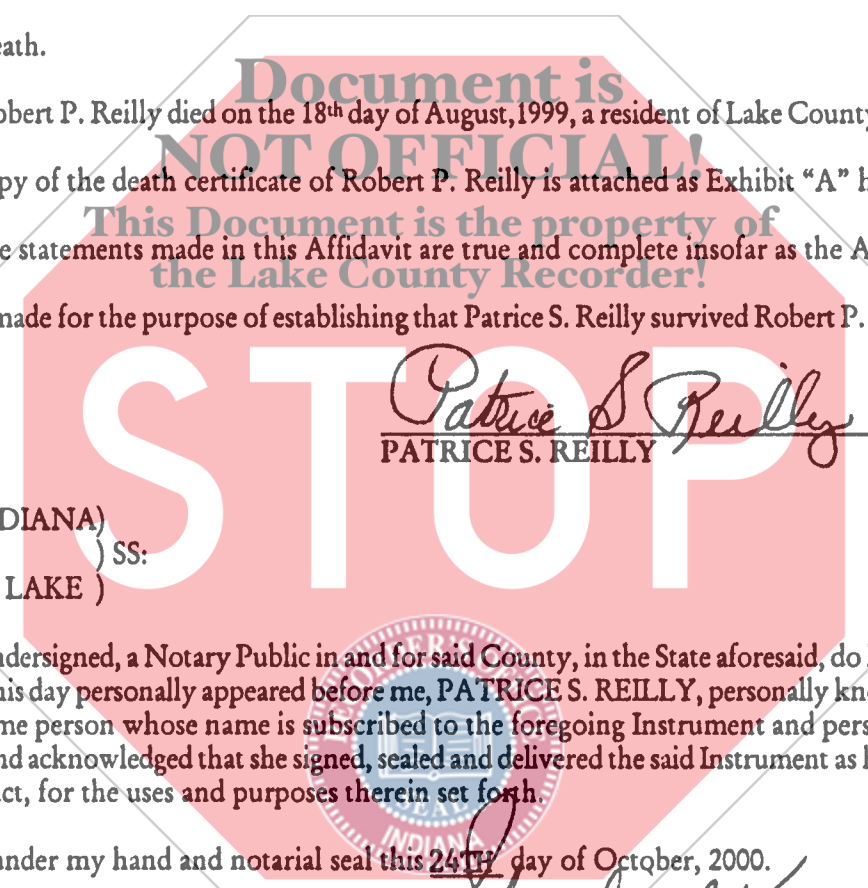 eath.
Document is
obert P. Reilly died on the 18th day of August,1999, a resident of Lake County
NOT OFFICIAL!
py of the death certificate of Robert P. Reilly is attached as Exhibit “A” h
This Document is the property of
e statements made in this Affidavit are true and complete insofar as the A
the Lake County Recorder!
made for the purpose of establishing that Patrice S. Reilly survived Robert P.
STOP
Patrice S Reilly
PATRICE S. REILLY
DIANA)
) SS:
LAKE )
ndersigned, a Notary Public in and for said County, in the State aforesaid, do
his day personally appeared before me, PATRICE S. REILLY, personally kn
me person whose name is subscribed to the foregoing Instrument and pers
nd acknowledged that she signed, sealed and delivered the said Instrument as h
ct, for the uses and purposes therein set forth.
RECORDER'S OFFICE
SEAL
INDIANA
under my hand and notarial seal this 24TH day of October, 2000.